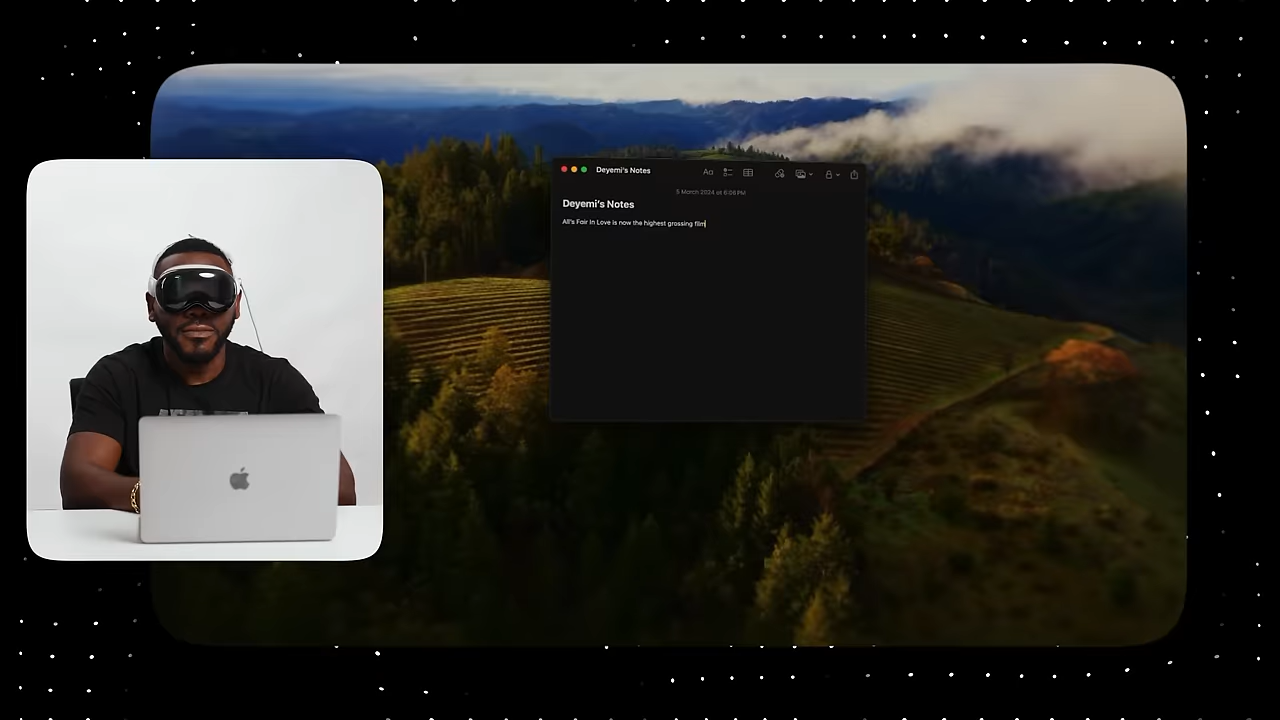 Deyemi's Notes
Aa
5 March 2024 at 6:06 PM
Deyemi's Notes
All's Fair In Love is now the highest grossing film